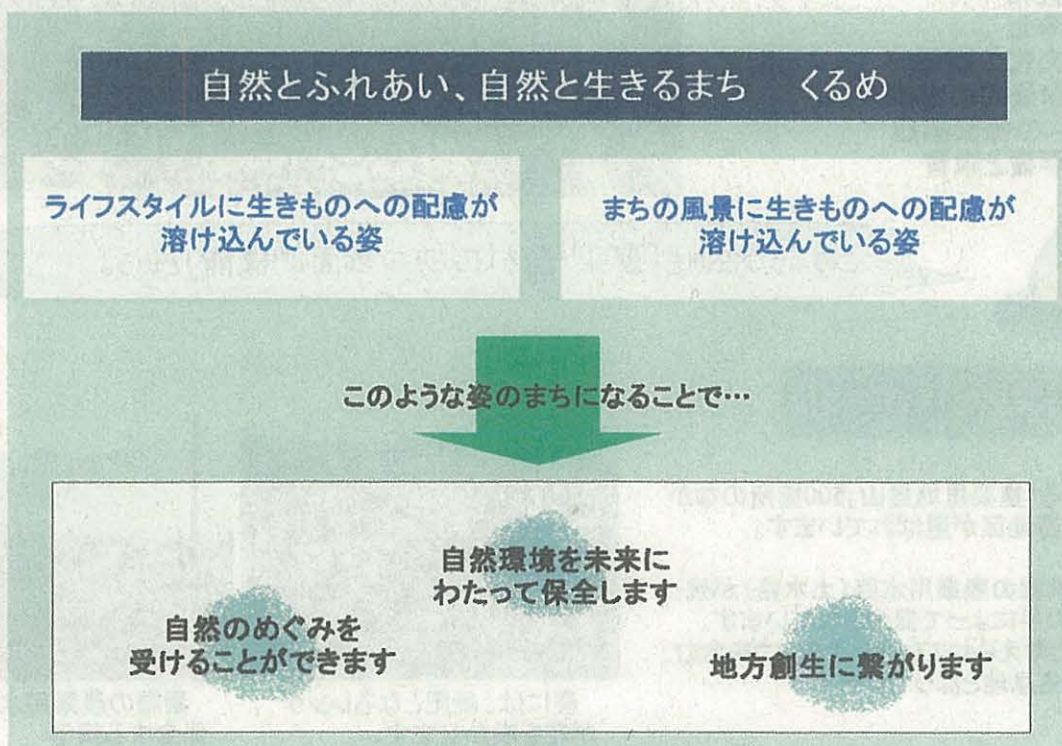 自然とふれあい、自然と生きるまち　くるめ
ライフスタイルに生きものへの配慮が
溶け込んでいる姿
まちの風景に生きものへの配慮が
溶け込んでいる姿
このような姿のまちになることで…
自然環境を未来に
わたって保全します
自然のめぐみを
受けることができます
地方創生に繋がります